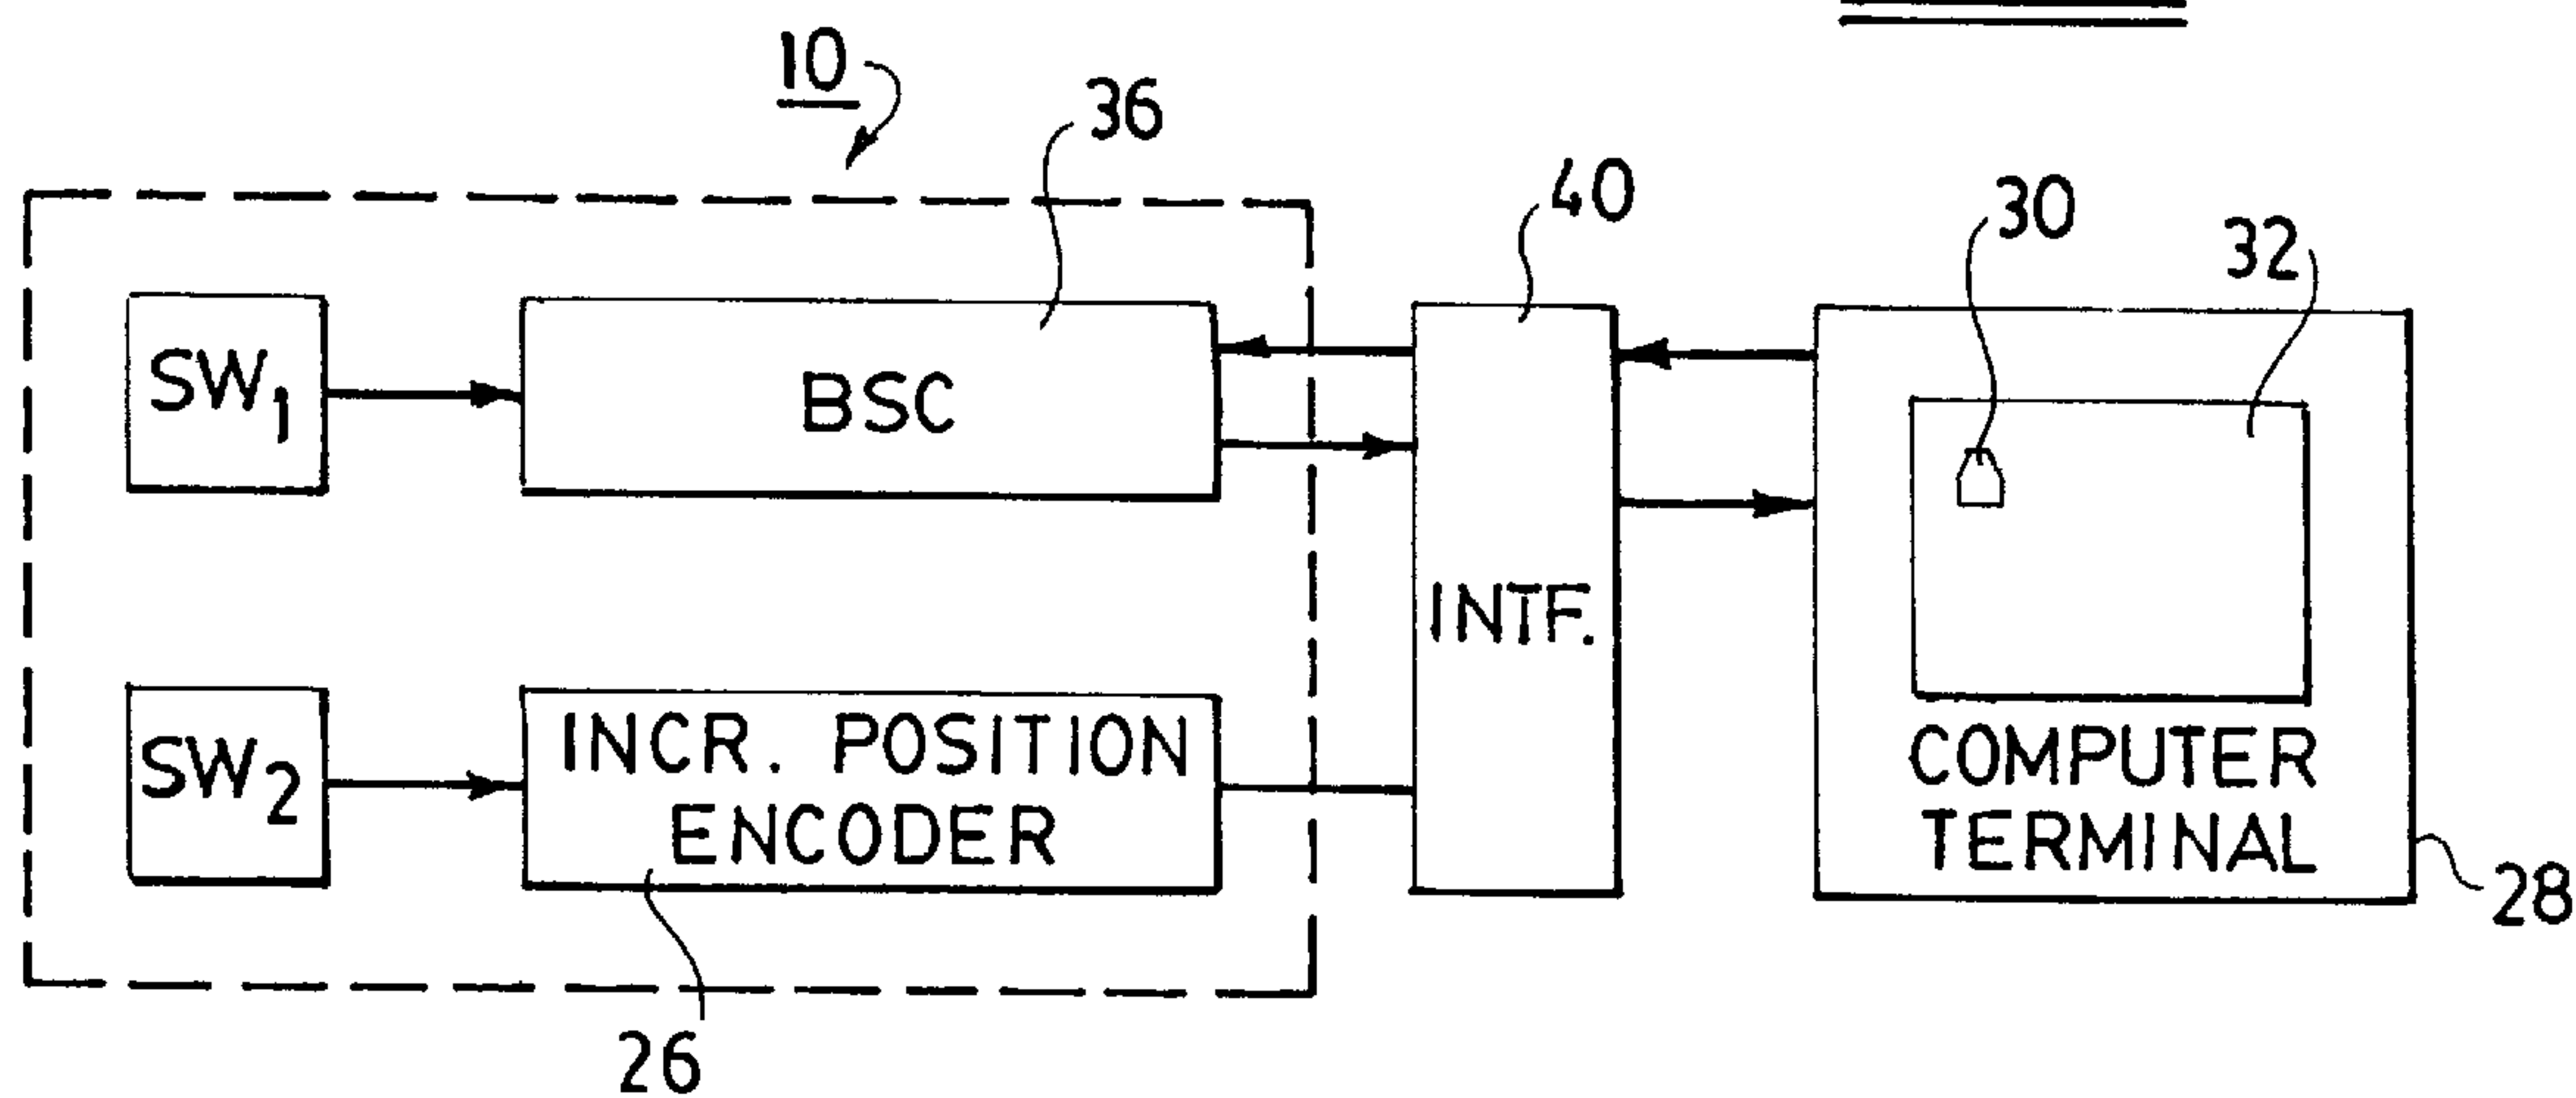 10
36
40
30
32
SW1
BSC
INTF.
SW2
INCR. POSITION
ENCODER
COMPUTER
TERMINAL
28
26